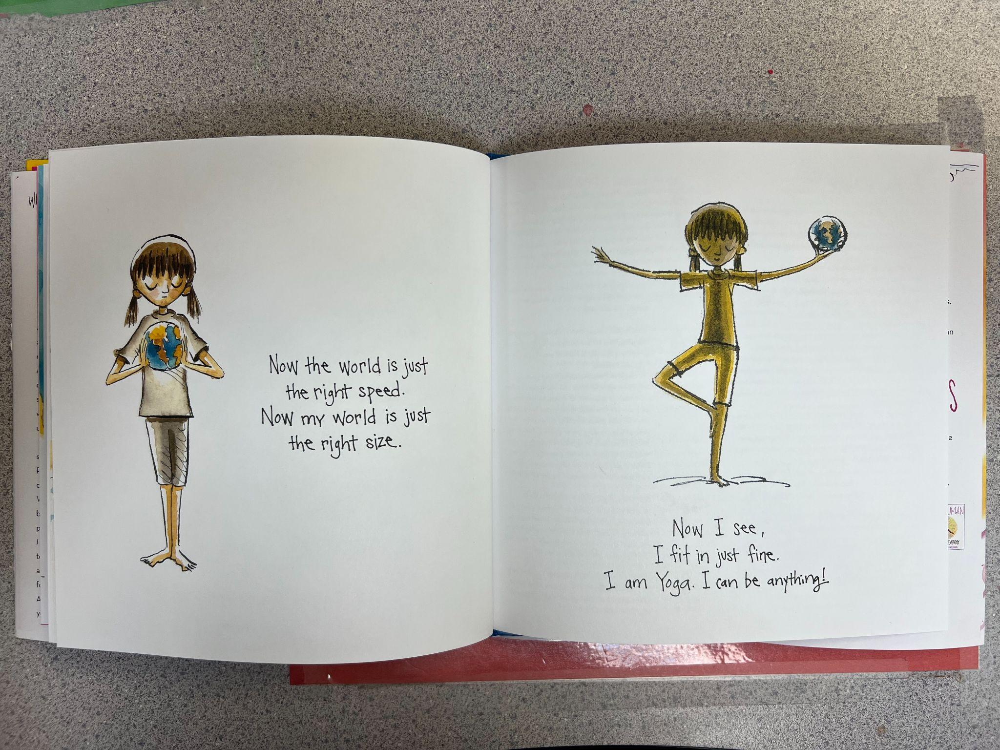 Now the world is just
the right speed.
Now my world is just
the right size.
Now I see,
I fit in just fine.
I am Yoga. I can be anything!